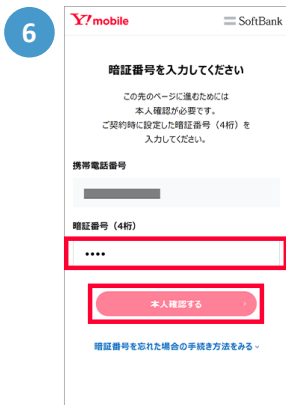 6
Y!mobile
SoftBank
暗証番号を入力してください
この先のページに進むためには
本人確認が必要です。
ご契約時に設定した暗証番号（4桁）を
入力してください。
携帯電話番号
暗証番号（4桁）
••••
本人確認する
暗証番号を忘れた場合の手続き方法をみる